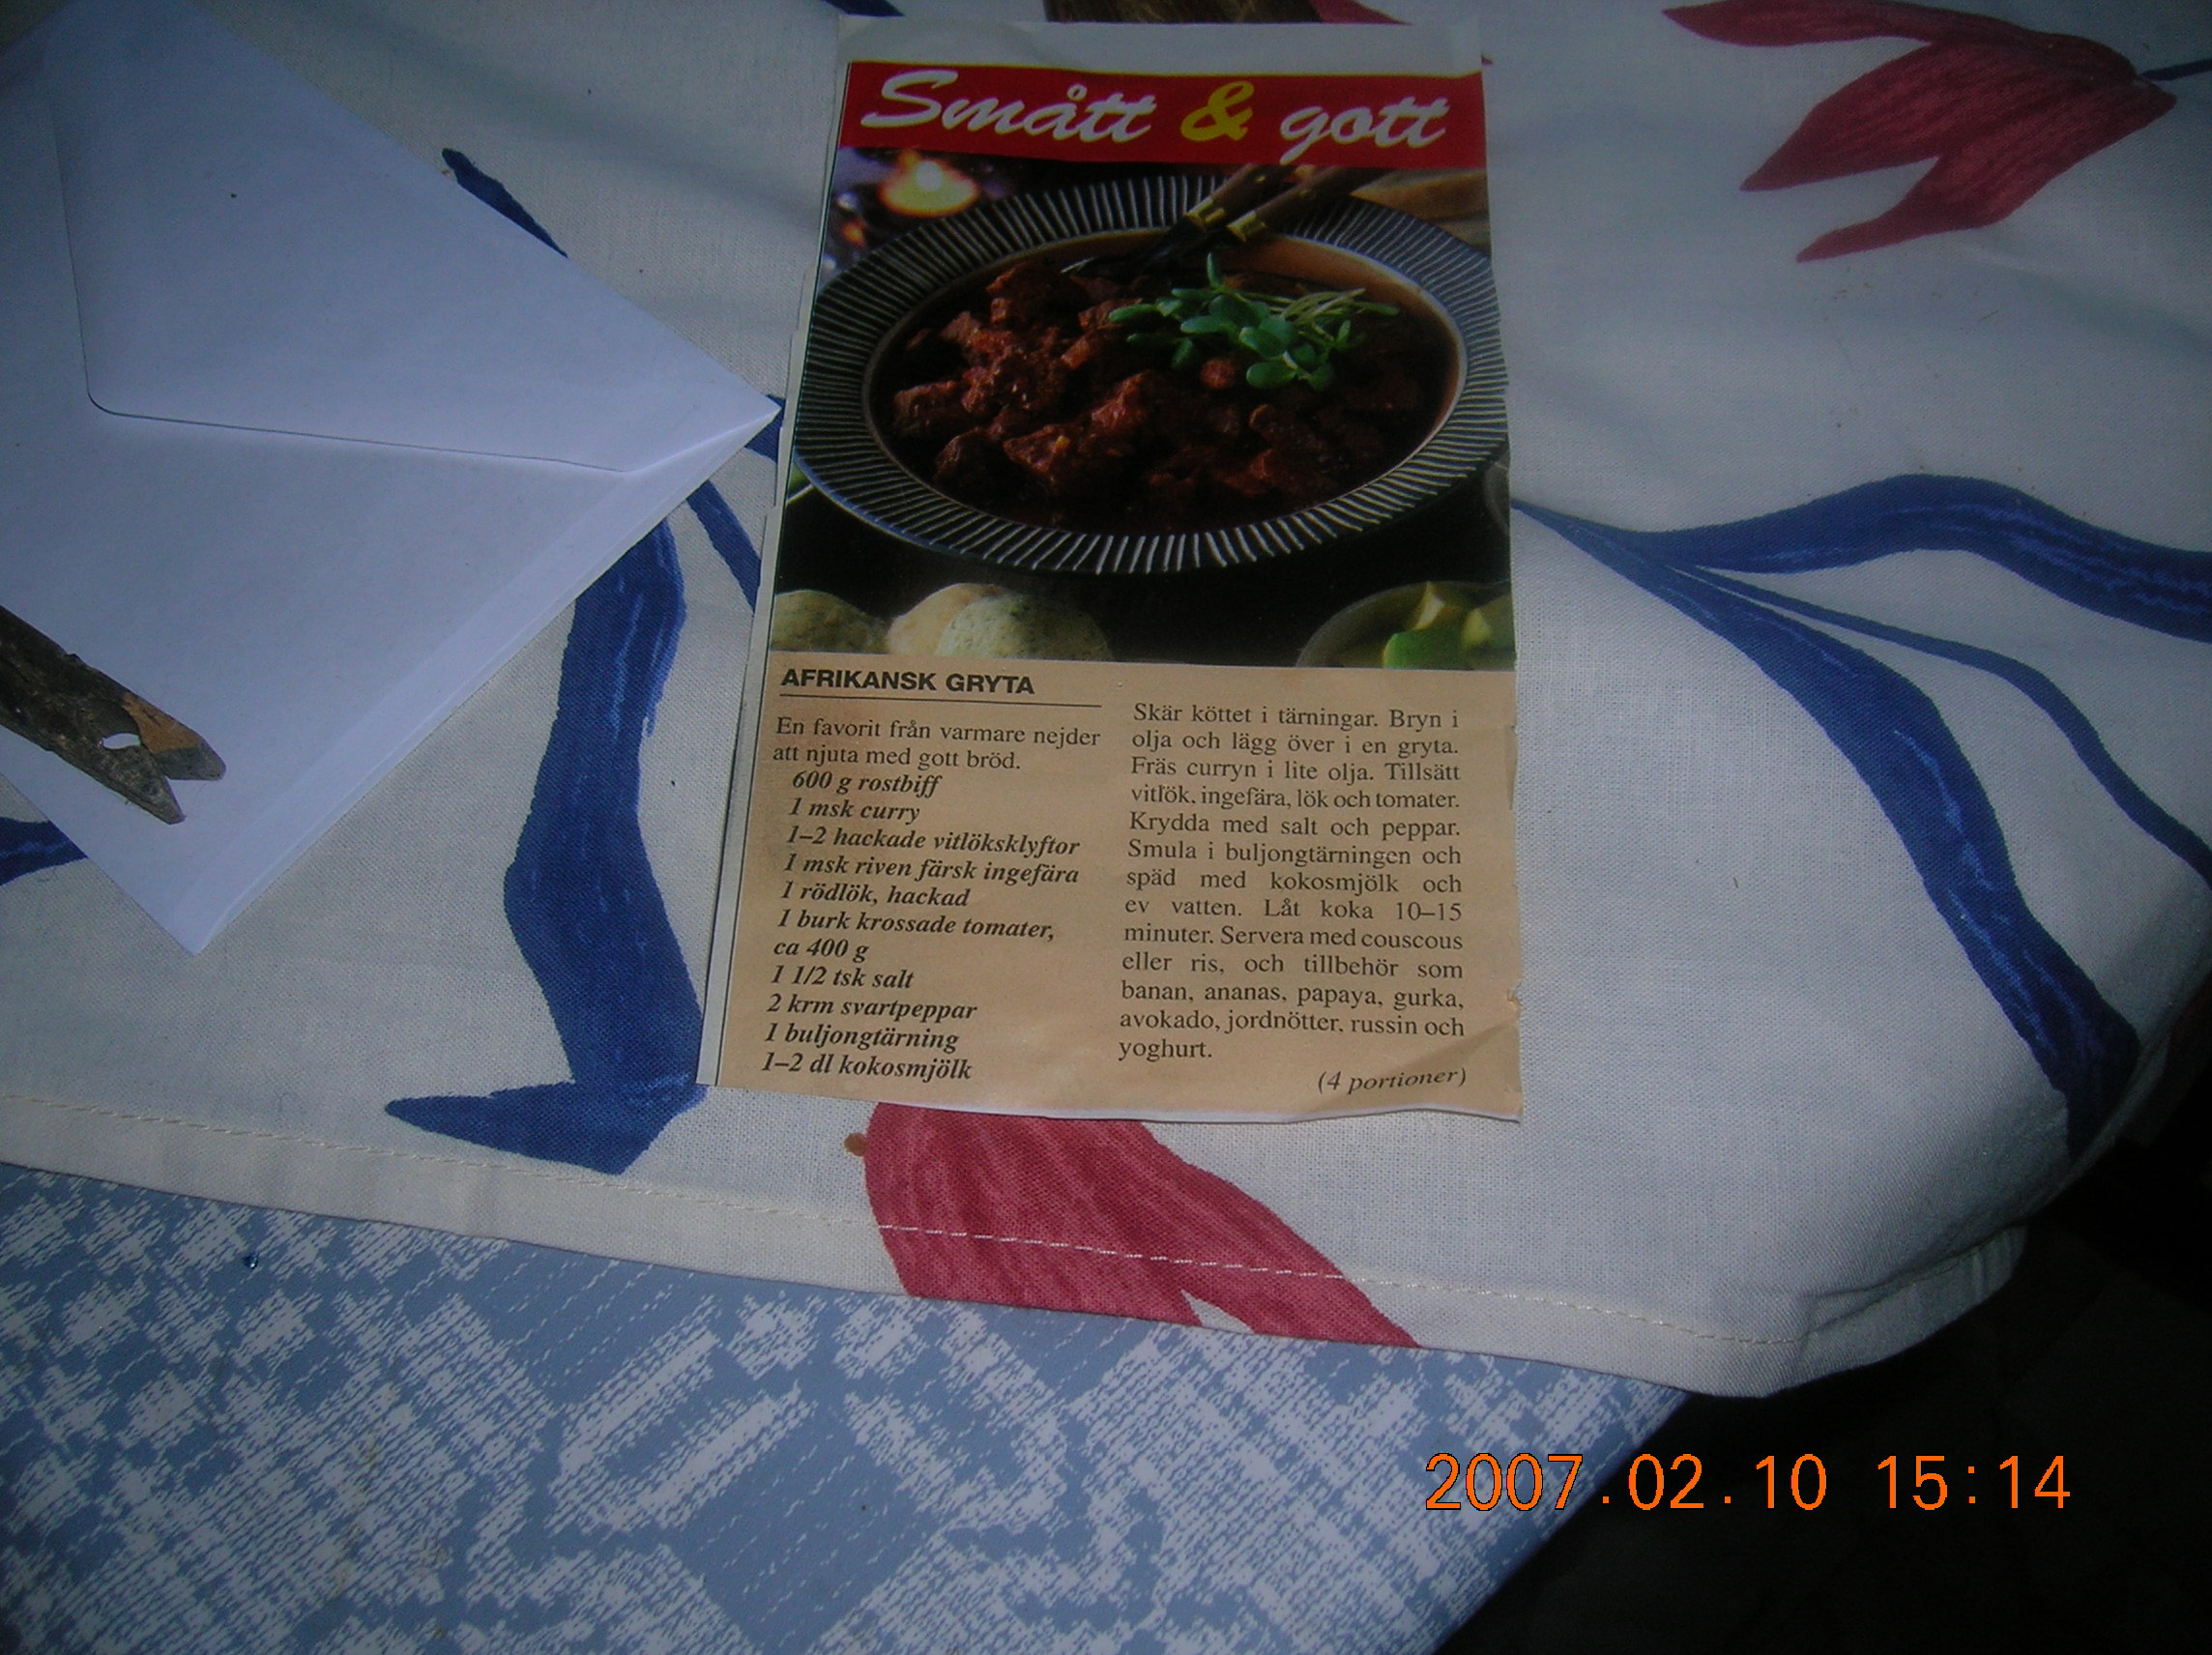 Smått & gott
AFRIKANSK GRYTA
En favorit från varmare nejder
att njuta med gott bröd.
600 g rostbiff
1 msk curry
1–2 hackade vitlöksklyftor
1 msk riven färsk ingefära
1 rödlök, hackad
1 burk krossade tomater,
ca 400 g
1 1/2 tsk salt
2 krm svartpeppar
1 buljongtärning
1–2 dl kokosmjölk
Skär köttet i tärningar. Bryn i
olja och lägg över i en gryta.
Fräs curryn i lite olja. Tillsätt
vitlök, ingefära, lök och tomater.
Krydda med salt och peppar.
Smula i buljongtärningen och
späd med kokosmjölk och
ev vatten. Låt koka 10–15
minuter. Servera med couscous
eller ris, och tillbehör som
banan, ananas, papaya, gurka,
avokado, jordnötter, russin och
yoghurt.
(4 portioner)
2007.02.10 15:14